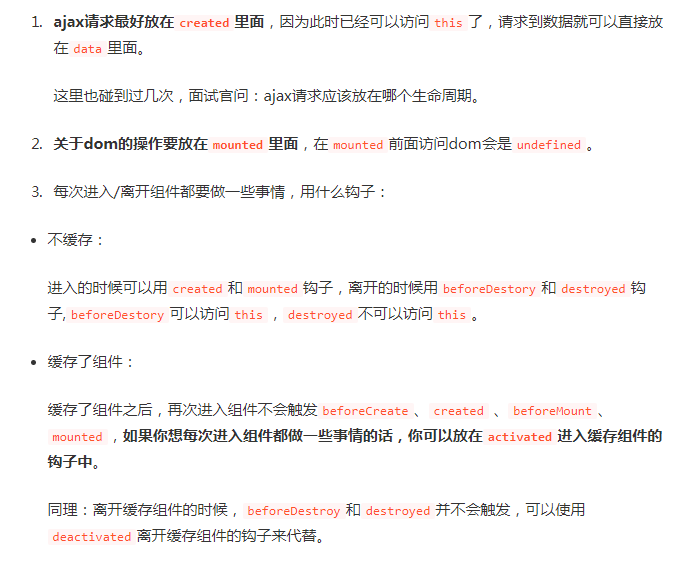 1. ajax请求最好放在 created 里面，因为此时已经可以访问 this 了，请求到数据就可以直接放
在 data 里面。
这里也碰到过几次，面试官问：ajax请求应该放在哪个生命周期。
2. 关于dom的操作要放在 mounted 里面，在 mounted 前面访问dom会是 undefined 。
3. 每次进入/离开组件都要做一些事情，用什么钩子：
• 不缓存：
进入的时候可以用 created 和 mounted 钩子，离开的时候用 beforeDestory 和 destroyed 钩
子, beforeDestory 可以访问 this ， destroyed 不可以访问 this 。
• 缓存了组件：
缓存了组件之后，再次进入组件不会触发 beforeCreate 、 created 、 beforeMount 、
mounted ，如果你想每次进入组件都做一些事情的话，你可以放在 activated 进入缓存组件的
钩子中。
同理：离开缓存组件的时候， beforeDestroy 和 destroyed 并不会触发，可以使用
deactivated 离开缓存组件的钩子来代替。